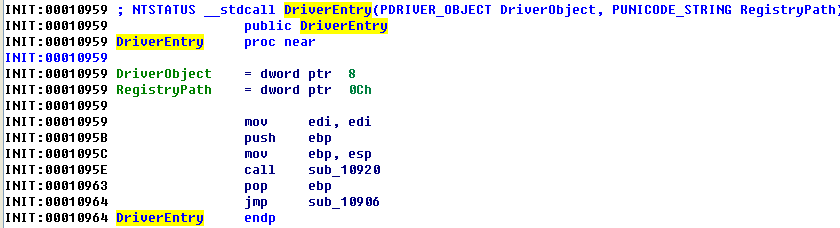 INIT:00010959 ; NTSTATUS __stdcall DriverEntry(PDRIVER_OBJECT DriverObject, PUNICODE_STRING RegistryPath)
INIT:00010959 public DriverEntry
INIT:00010959 DriverEntry proc near
INIT:00010959
INIT:00010959 DriverObject = dword ptr 8
INIT:00010959 RegistryPath = dword ptr 0Ch
INIT:00010959
INIT:00010959 mov edi, edi
INIT:0001095B push ebp
INIT:0001095C mov ebp, esp
INIT:0001095E call sub_10920
INIT:00010963 pop ebp
INIT:00010964 jmp sub_10906
INIT:00010964 DriverEntry endp